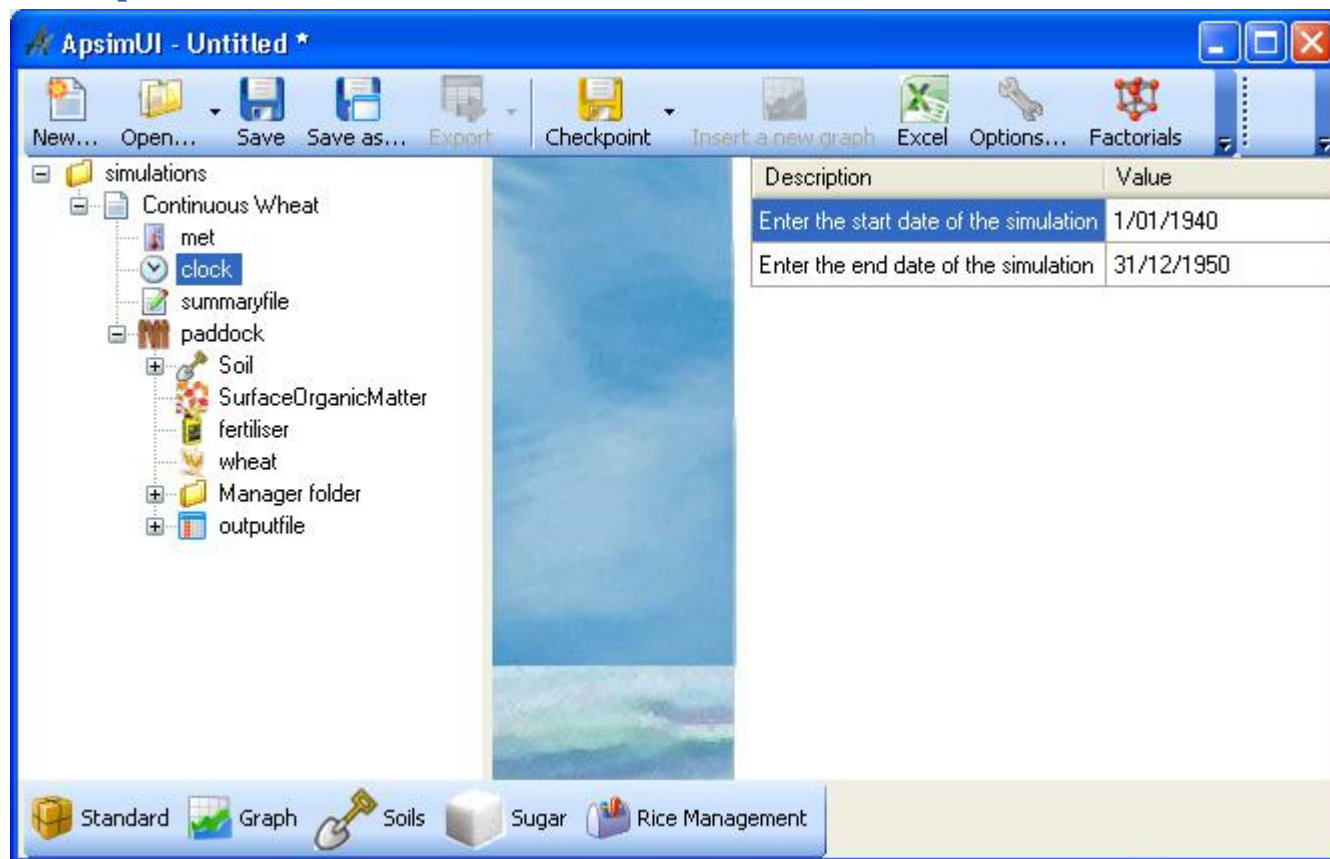 ApsimUI - Untitled *
New... Open... Save Save as... Export Checkpoint Insert a new graph Excel Options... Factorials
simulations
Continuous Wheat
met
clock
summaryfile
paddock
Soil
SurfaceOrganicMatter
fertiliser
wheat
Manager folder
outputfile
Description Value
Enter the start date of the simulation 1/01/1940
Enter the end date of the simulation 31/12/1950
Standard Graph Soils Sugar Rice Management